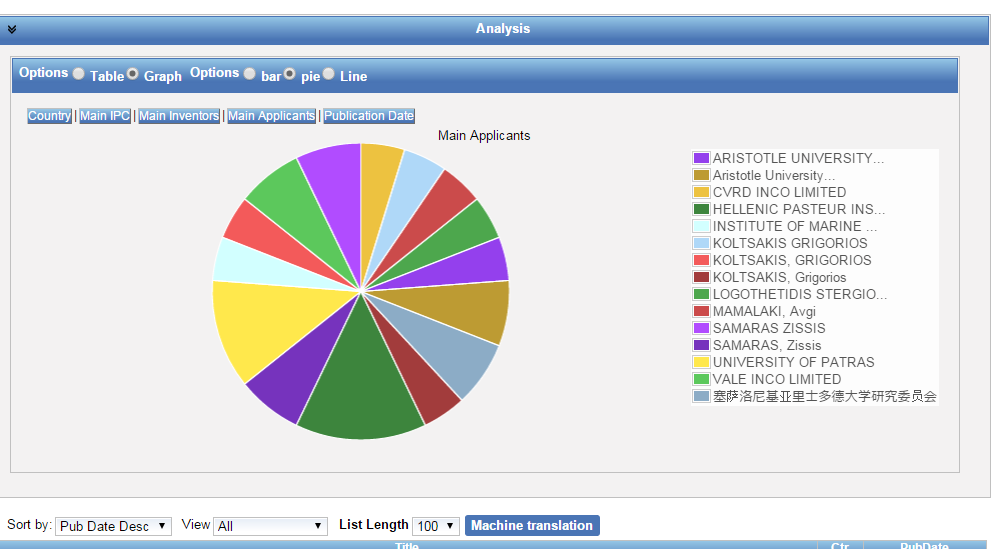 Analysis
Options Table Graph Options bar pie Line
Country | Main IPC | Main Inventors | Main Applicants | Publication Date
Main Applicants
ARISTOTLE UNIVERSITY...
Aristotle University...
CVRD INCO LIMITED
HELLENIC PASTEUR INS...
INSTITUTE OF MARINE ...
KOLTSAKIS GRIGORIOS
KOLTSAKIS, GRIGORIOS
KOLTSAKIS, Grigorios
LOGOTHETIDIS STERGIO...
MAMALAKI, Avgi
SAMARAS ZISSIS
SAMARAS, Zissis
UNIVERSITY OF PATRAS
VALE INCO LIMITED
塞萨洛尼基亚里士多德大学研究委员会
Sort by: Pub Date Desc View All List Length 100 Machine translation
Title Ctr PubDate